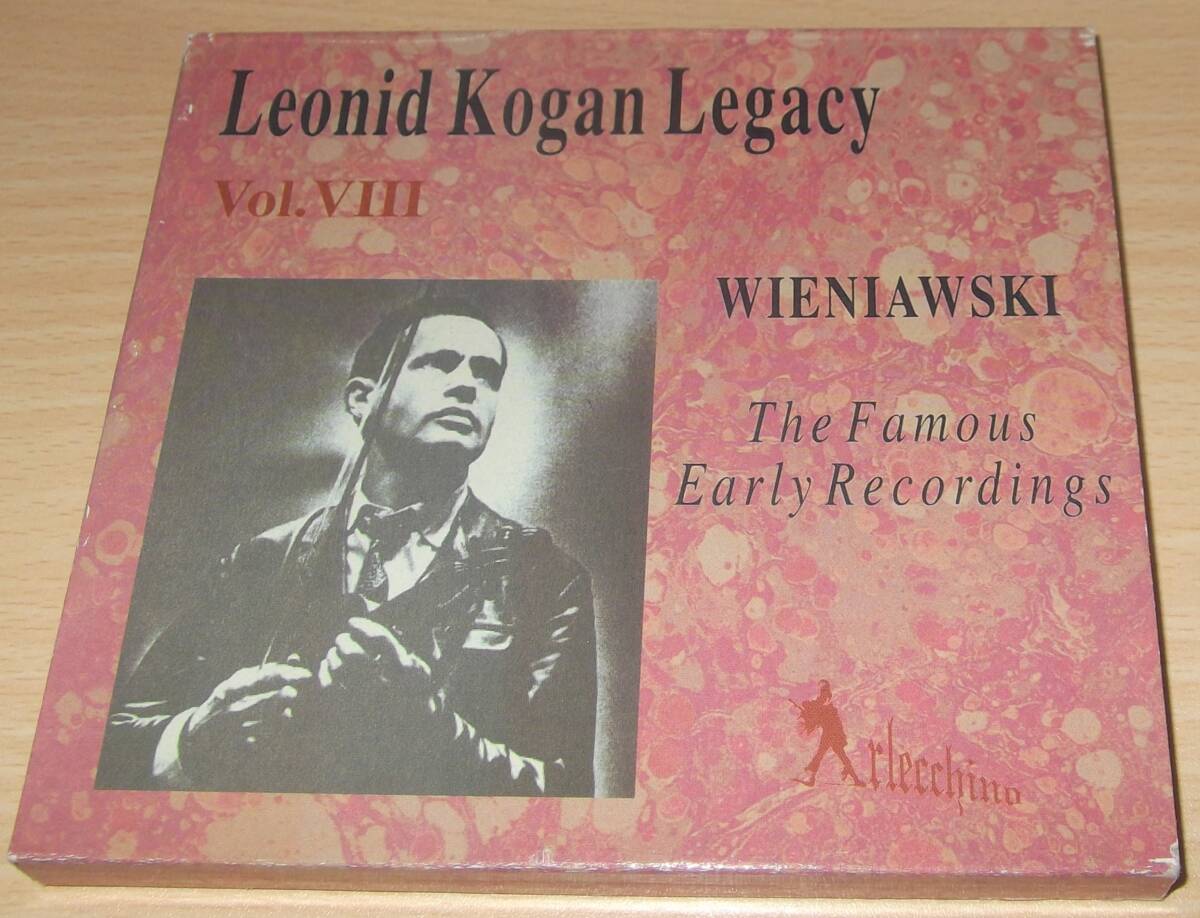 Leonid Kogan Legacy
Vol. VIII
WIENIAWSKI
The Famous
Early Recordings
Arlecchino